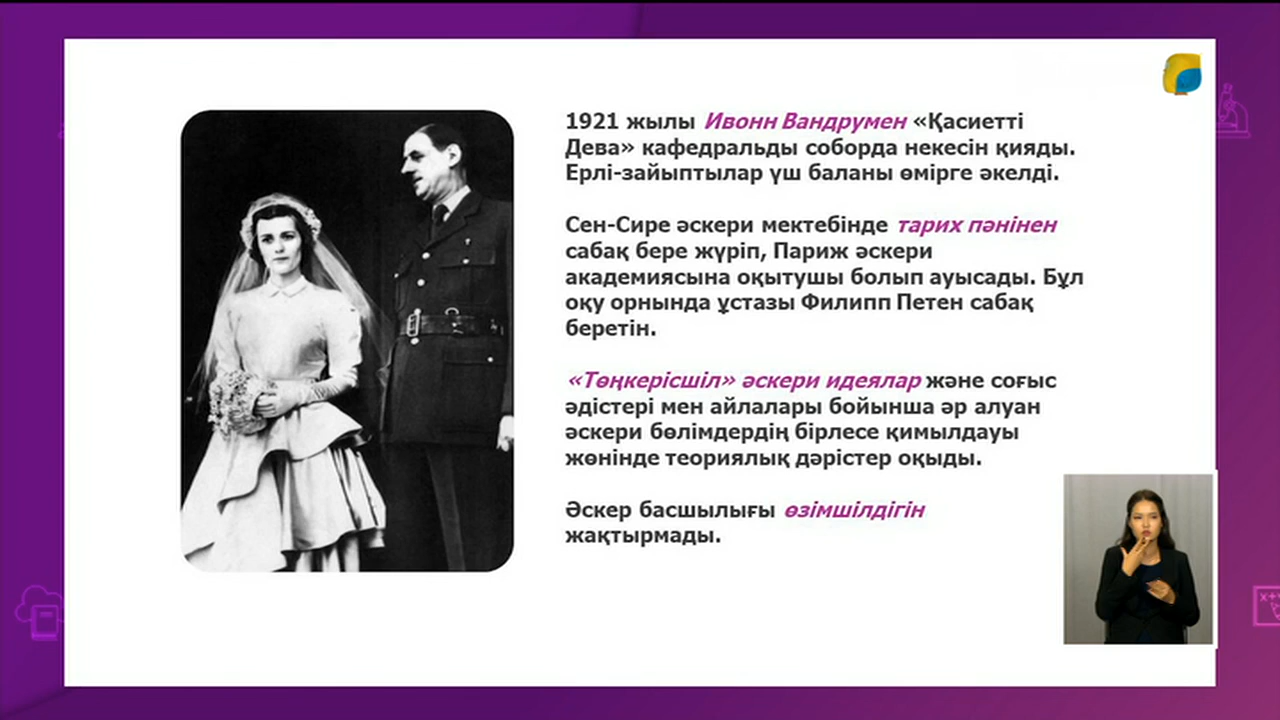 1921 жылы Ивонн Вандрумен «Қасиетті
Дева» кафедральды соборда некесін қияды.
Ерлі-зайыптылар үш баланы өмірге әкелді.
Сен-Сире әскери мектебінде тарих пәнінен
сабақ бере жүріп, Париж әскери
академиясына оқытушы болып ауысады. Бұл
оқу орнында ұстазы Филипп Петен сабақ
беретін.
«Төңкерісшіл» әскери идеялар және соғыс
әдістері мен айлалары бойынша әр алуан
әскери бөлімдердің бірлесе қимылдауы
жөнінде теориялық дәрістер оқыды.
Әскер басшылығы өзімшілдігін
жақтырмады.